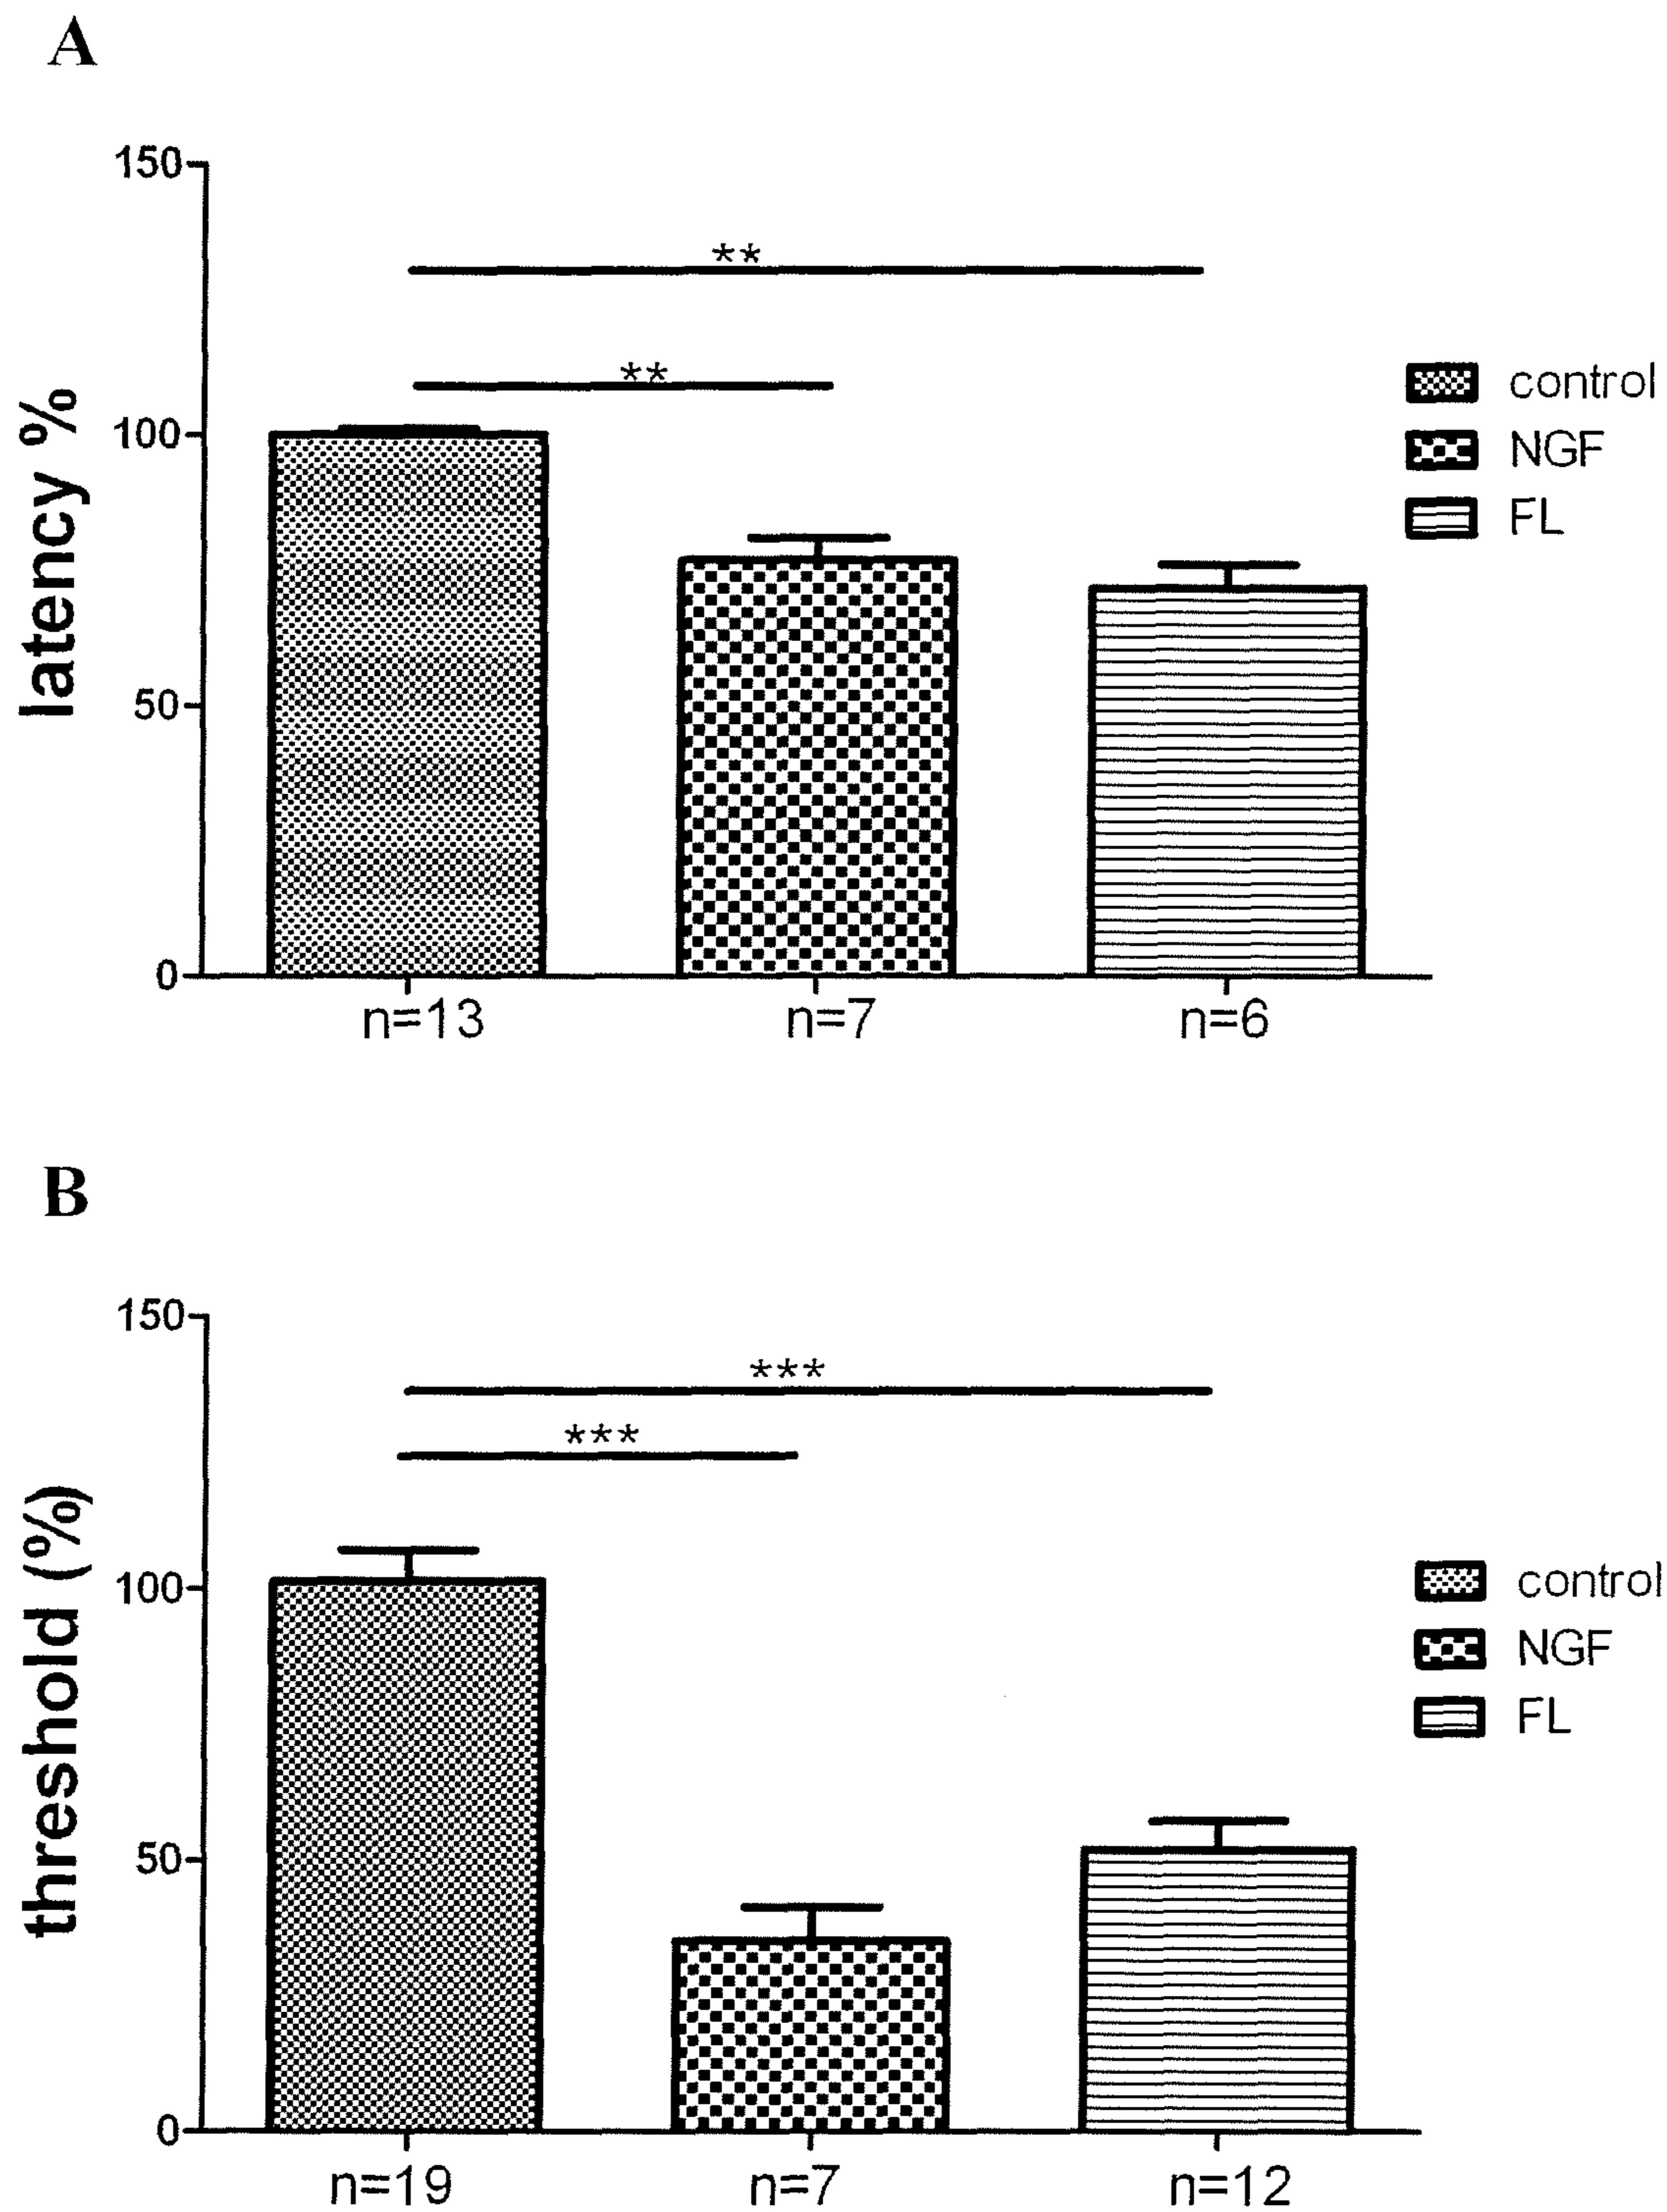 A
150
**
**
control
100
NGF
FL
latency %
50
0
n=13 n=7 n=6
B
150
***
***
control
100
NGF
FL
threshold (%)
50
0
n=19 n=7 n=12